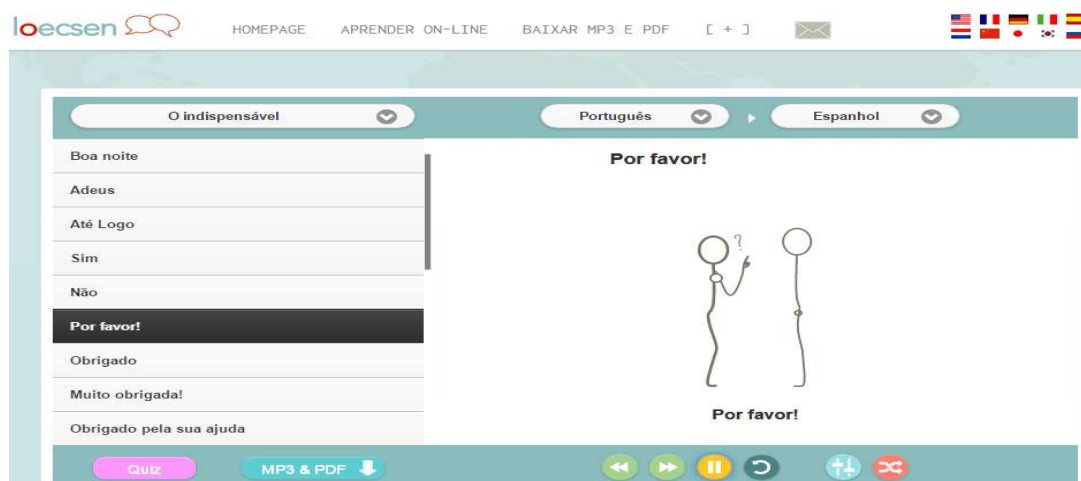 loecsen HOMEPAGE APRENDER ON-LINE BAIXAR MP3 E PDF [ + ]
O indispensável Português Espanhol
Boa noite
Adeus
Até Logo
Sim
Não
Por favor!
Obrigado
Muito obrigada!
Obrigado pela sua ajuda
Por favor!
?
Por favor!
Quiz MP3 & PDF